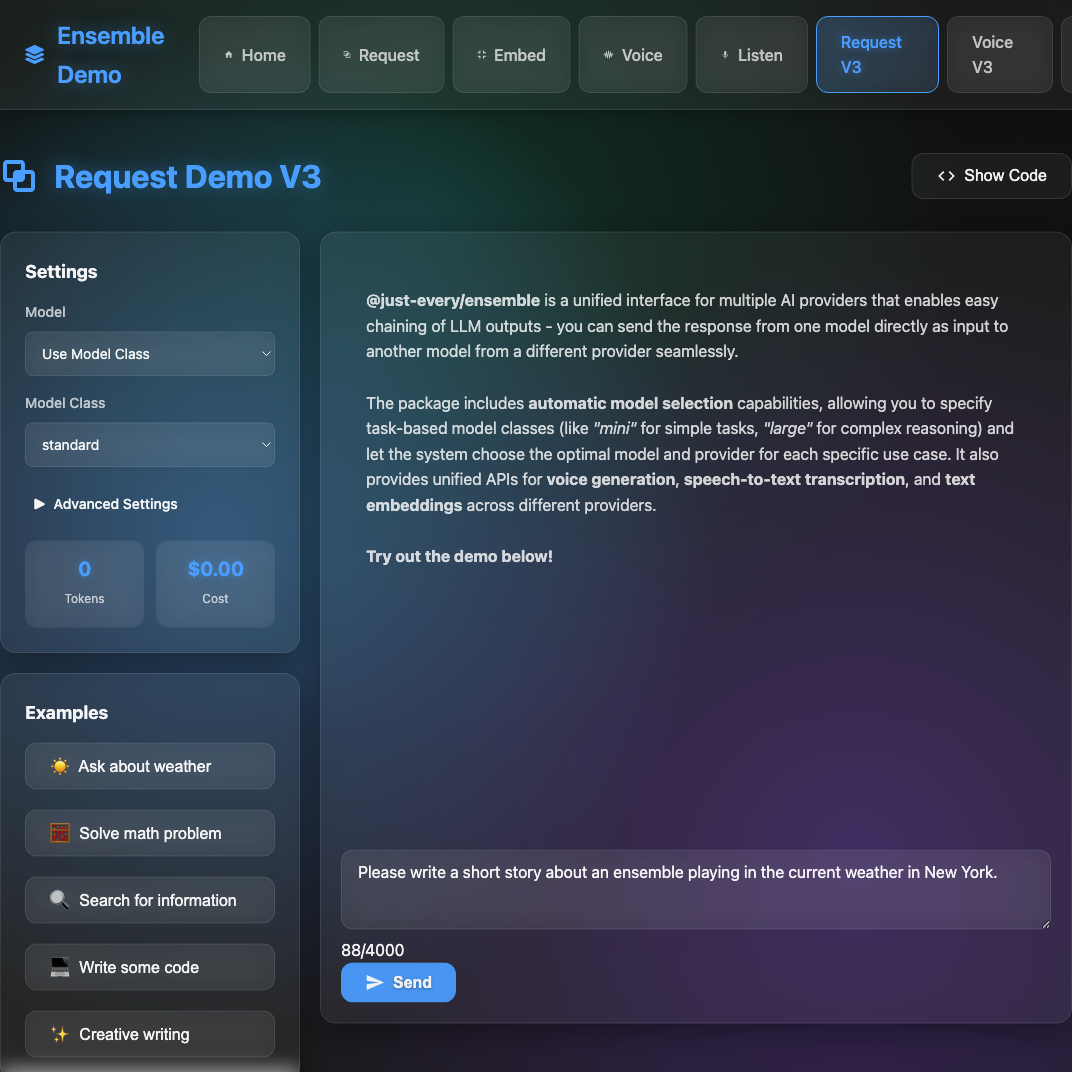 Ensemble
Demo
Home
Request
Embed
Voice
Listen
Request
V3
Voice
V3
Request Demo V3
Show Code
Settings
Model
Use Model Class
Model Class
standard
Advanced Settings
0
Tokens
$0.00
Cost
Examples
Ask about weather
Solve math problem
Search for information
Write some code
Creative writing
@just-every/ensemble is a unified interface for multiple AI providers that enables easy
chaining of LLM outputs - you can send the response from one model directly as input to
another model from a different provider seamlessly.
The package includes automatic model selection capabilities, allowing you to specify
task-based model classes (like "mini" for simple tasks, "large" for complex reasoning) and
let the system choose the optimal model and provider for each specific use case. It also
provides unified APIs for voice generation, speech-to-text transcription, and text
embeddings across different providers.
Try out the demo below!
Please write a short story about an ensemble playing in the current weather in New York.
88/4000
Send